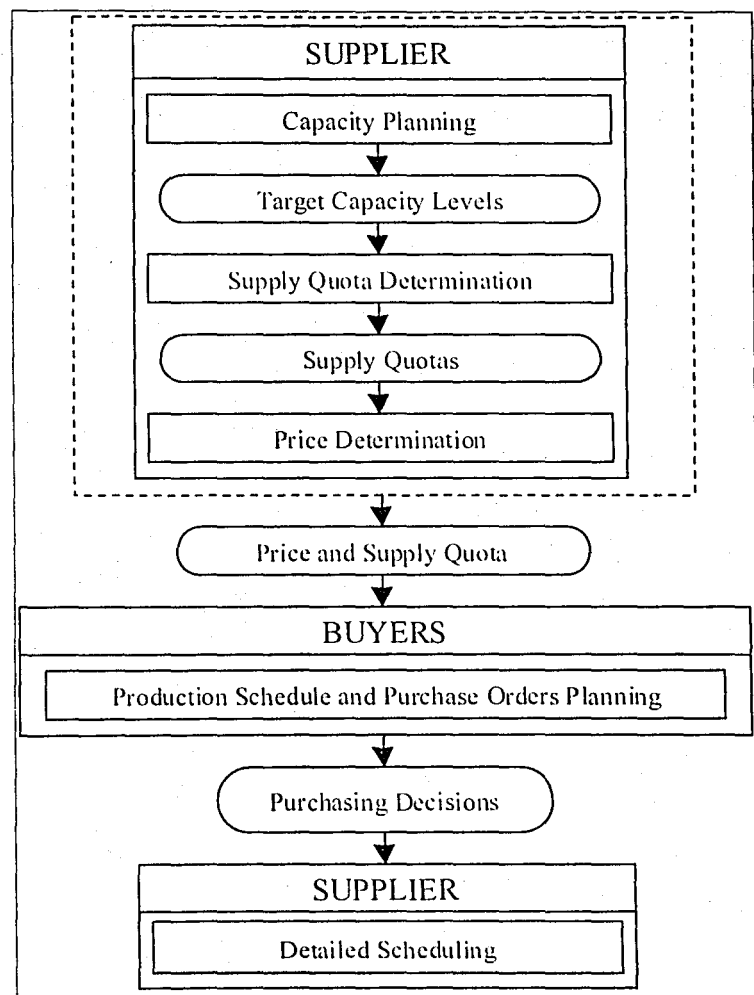 SUPPLIER
Capacity Planning
Target Capacity Levels
Supply Quota Determination
Supply Quotas
Price Determination
Price and Supply Quota
BUYERS
Production Schedule and Purchase Orders Planning
Purchasing Decisions
SUPPLIER
Detailed Scheduling